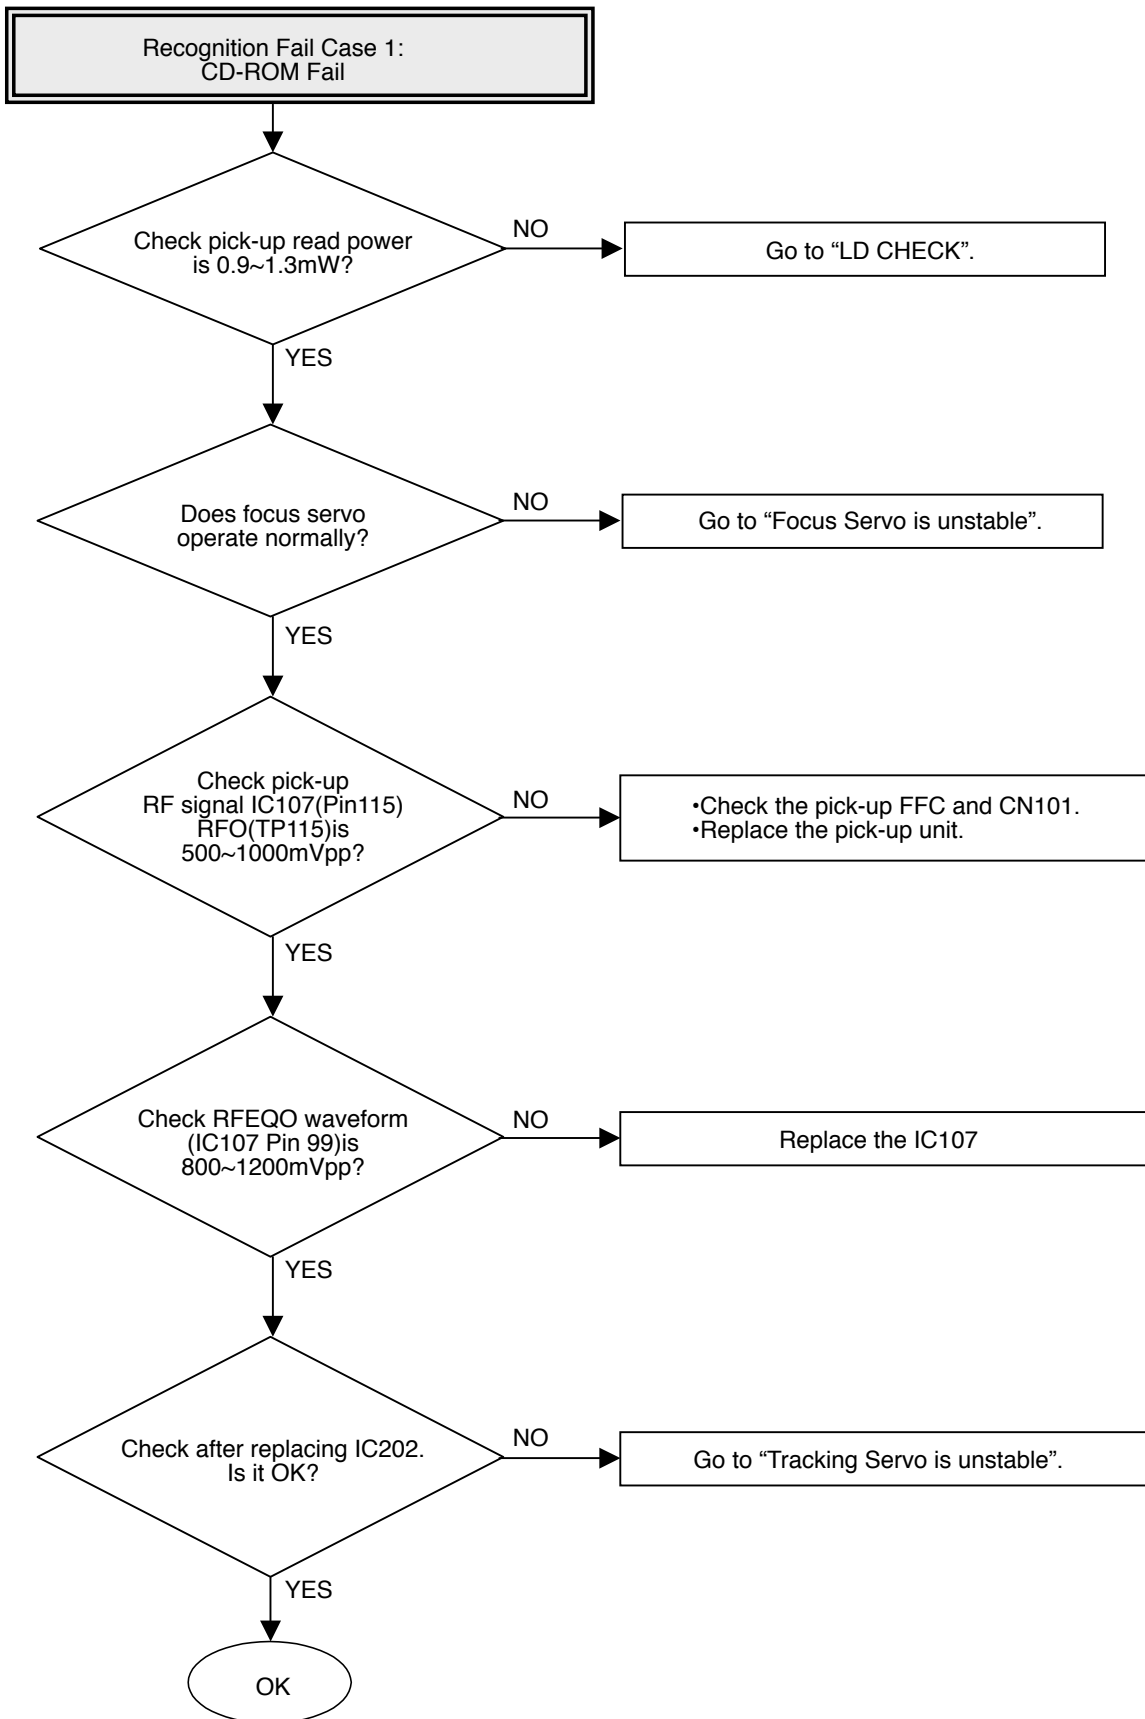 Recognition Fail Case 1:
CD-ROM Fail
Check pick-up read power
is 0.9~1.3mW?
NO
Go to “LD CHECK”.
YES
Does focus servo
operate normally?
NO
Go to “Focus Servo is unstable”.
YES
Check pick-up
RF signal IC107(Pin115)
RFO(TP115)is
500~1000mVpp?
NO
•Check the pick-up FFC and CN101.
•Replace the pick-up unit.
YES
Check RFEQO waveform
(IC107 Pin 99)is
800~1200mVpp?
NO
Replace the IC107
YES
Check after replacing IC202.
Is it OK?
NO
Go to “Tracking Servo is unstable”.
YES
OK